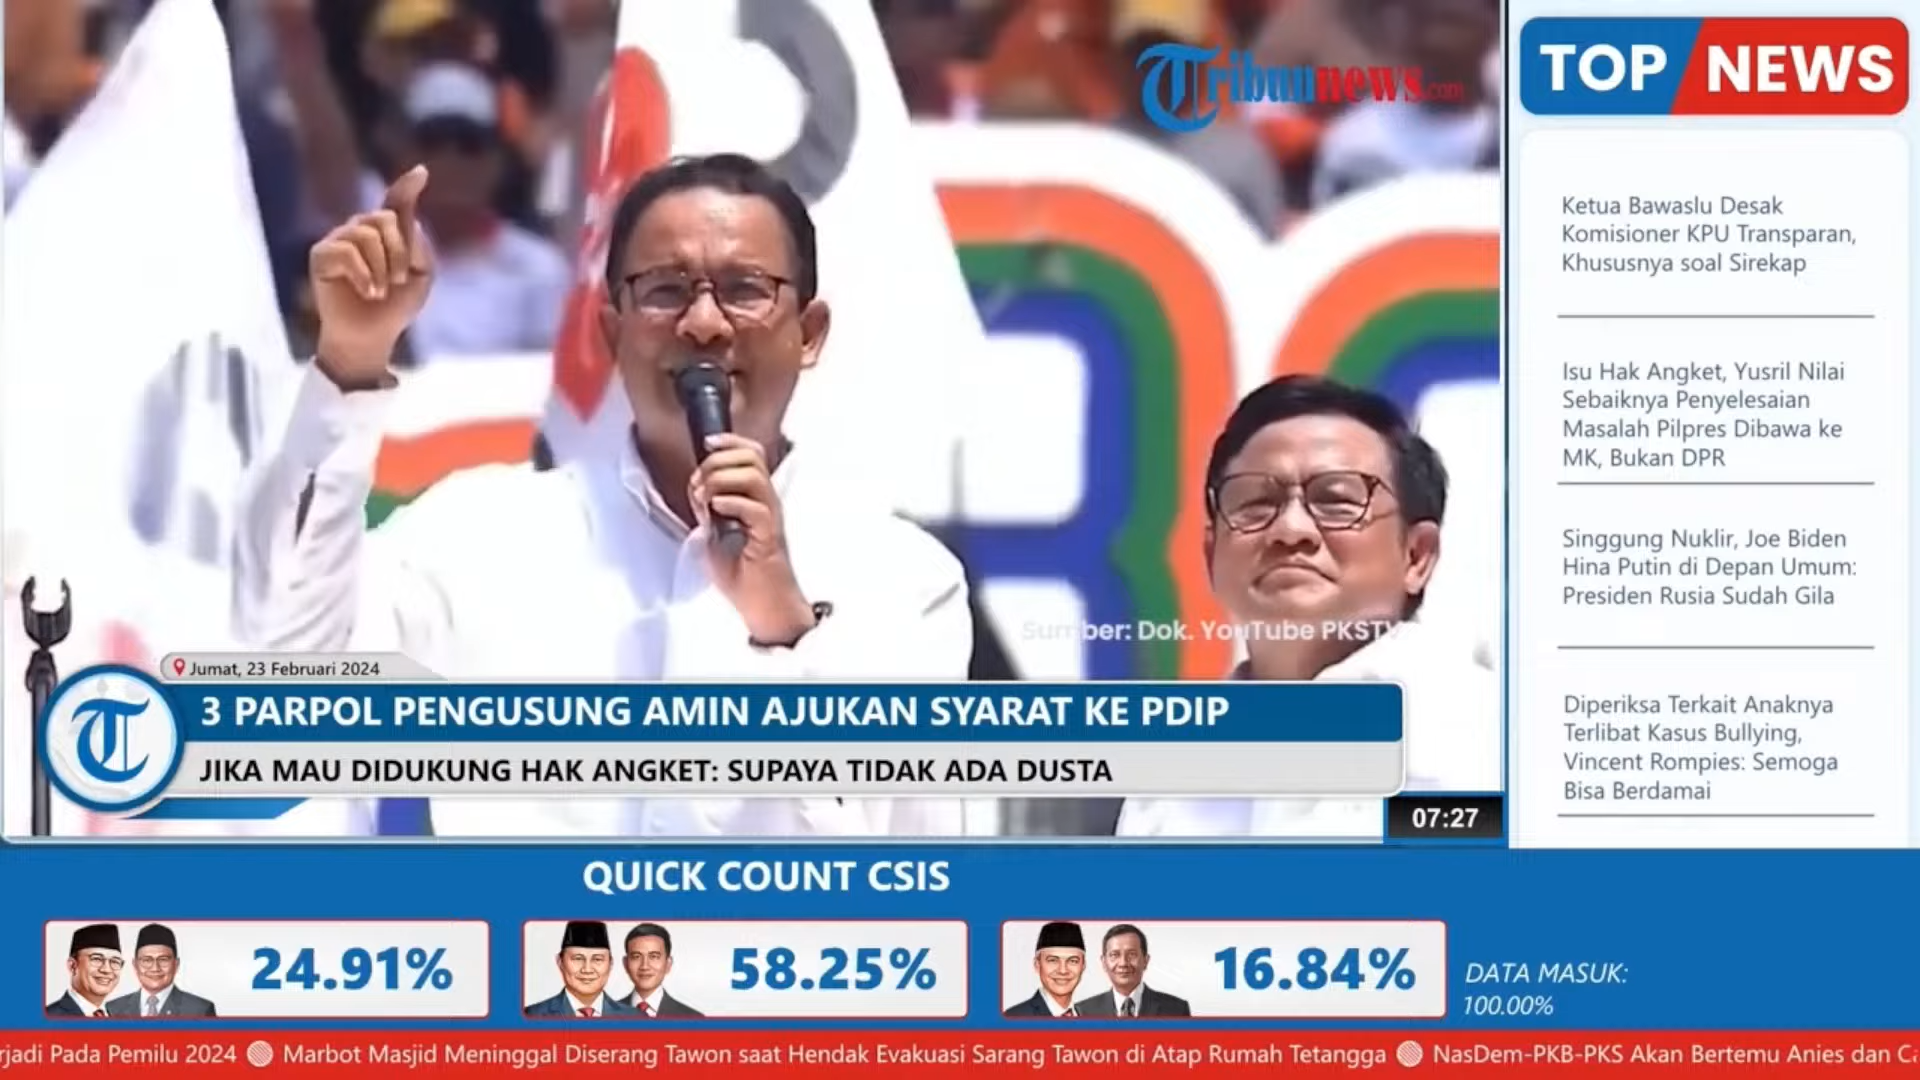 Tribunnews.com
TOP NEWS
Ketua Bawaslu Desak
Komisioner KPU Transparan,
Khususnya soal Sirekap
Isu Hak Angket, Yusril Nilai
Sebaiknya Penyelesaian
Masalah Pilpres Dibawa ke
MK, Bukan DPR
Singgung Nuklir, Joe Biden
Hina Putin di Depan Umum:
Presiden Rusia Sudah Gila
Diperiksa Terkait Anaknya
Terlibat Kasus Bullying,
Vincent Rompies: Semoga
Bisa Berdamai
Sumber: Dok. YouTube PKSTV
Jumat, 23 Februari 2024
3 PARPOL PENGUSUNG AMIN AJUKAN SYARAT KE PDIP
JIKA MAU DIDUKUNG HAK ANGKET: SUPAYA TIDAK ADA DUSTA
07:27
QUICK COUNT CSIS
24.91%
58.25%
16.84%
DATA MASUK:
100.00%
rjadi Pada Pemilu 2024 Marbot Masjid Meninggal Diserang Tawon saat Hendak Evakuasi Sarang Tawon di Atap Rumah Tetangga NasDem-PKB-PKS Akan Bertemu Anies dan C